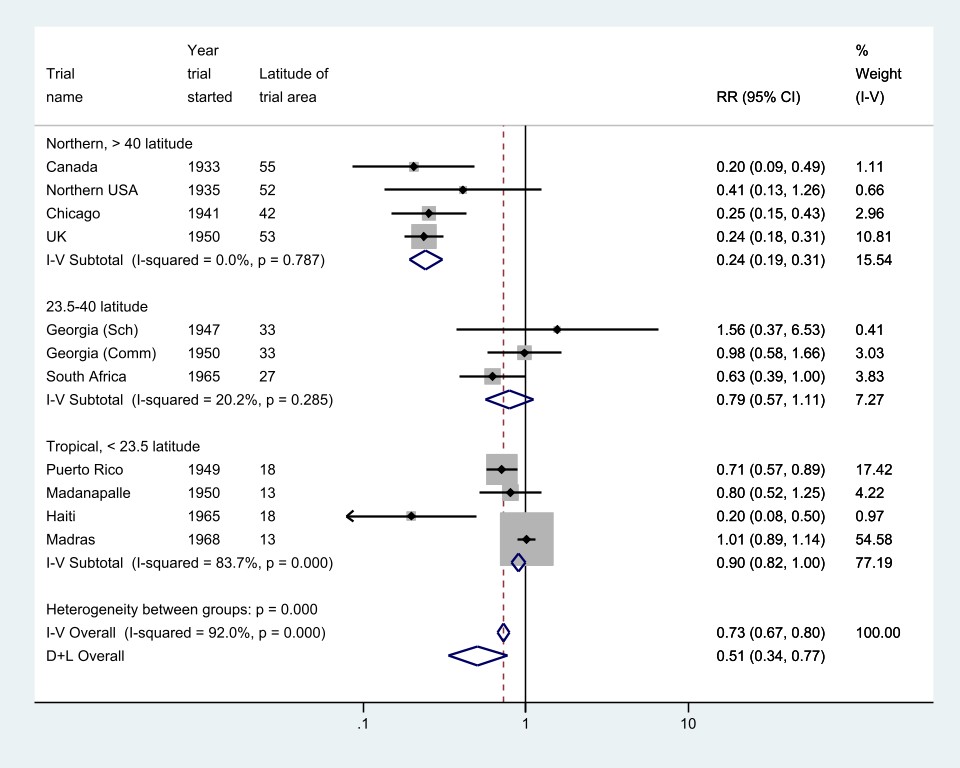 Year %
Trial trial Latitude of Weight
name started trial area RR (95% CI) (I-V)
Northern, > 40 latitude
Canada 1933 55 0.20 (0.09, 0.49) 1.11
Northern USA 1935 52 0.41 (0.13, 1.26) 0.66
Chicago 1941 42 0.25 (0.15, 0.43) 2.96
UK 1950 53 0.24 (0.18, 0.31) 10.81
I-V Subtotal (I-squared = 0.0%, p = 0.787) 0.24 (0.19, 0.31) 15.54
23.5-40 latitude
Georgia (Sch) 1947 33 1.56 (0.37, 6.53) 0.41
Georgia (Comm) 1950 33 0.98 (0.58, 1.66) 3.03
South Africa 1965 27 0.63 (0.39, 1.00) 3.83
I-V Subtotal (I-squared = 20.2%, p = 0.285) 0.79 (0.57, 1.11) 7.27
Tropical, < 23.5 latitude
Puerto Rico 1949 18 0.71 (0.57, 0.89) 17.42
Madanapalle 1950 13 0.80 (0.52, 1.25) 4.22
Haiti 1965 18 0.20 (0.08, 0.50) 0.97
Madras 1968 13 1.01 (0.89, 1.14) 54.58
I-V Subtotal (I-squared = 83.7%, p = 0.000) 0.90 (0.82, 1.00) 77.19
Heterogeneity between groups: p = 0.000
I-V Overall (I-squared = 92.0%, p = 0.000) 0.73 (0.67, 0.80) 100.00
D+L Overall 0.51 (0.34, 0.77)
.1 1 10